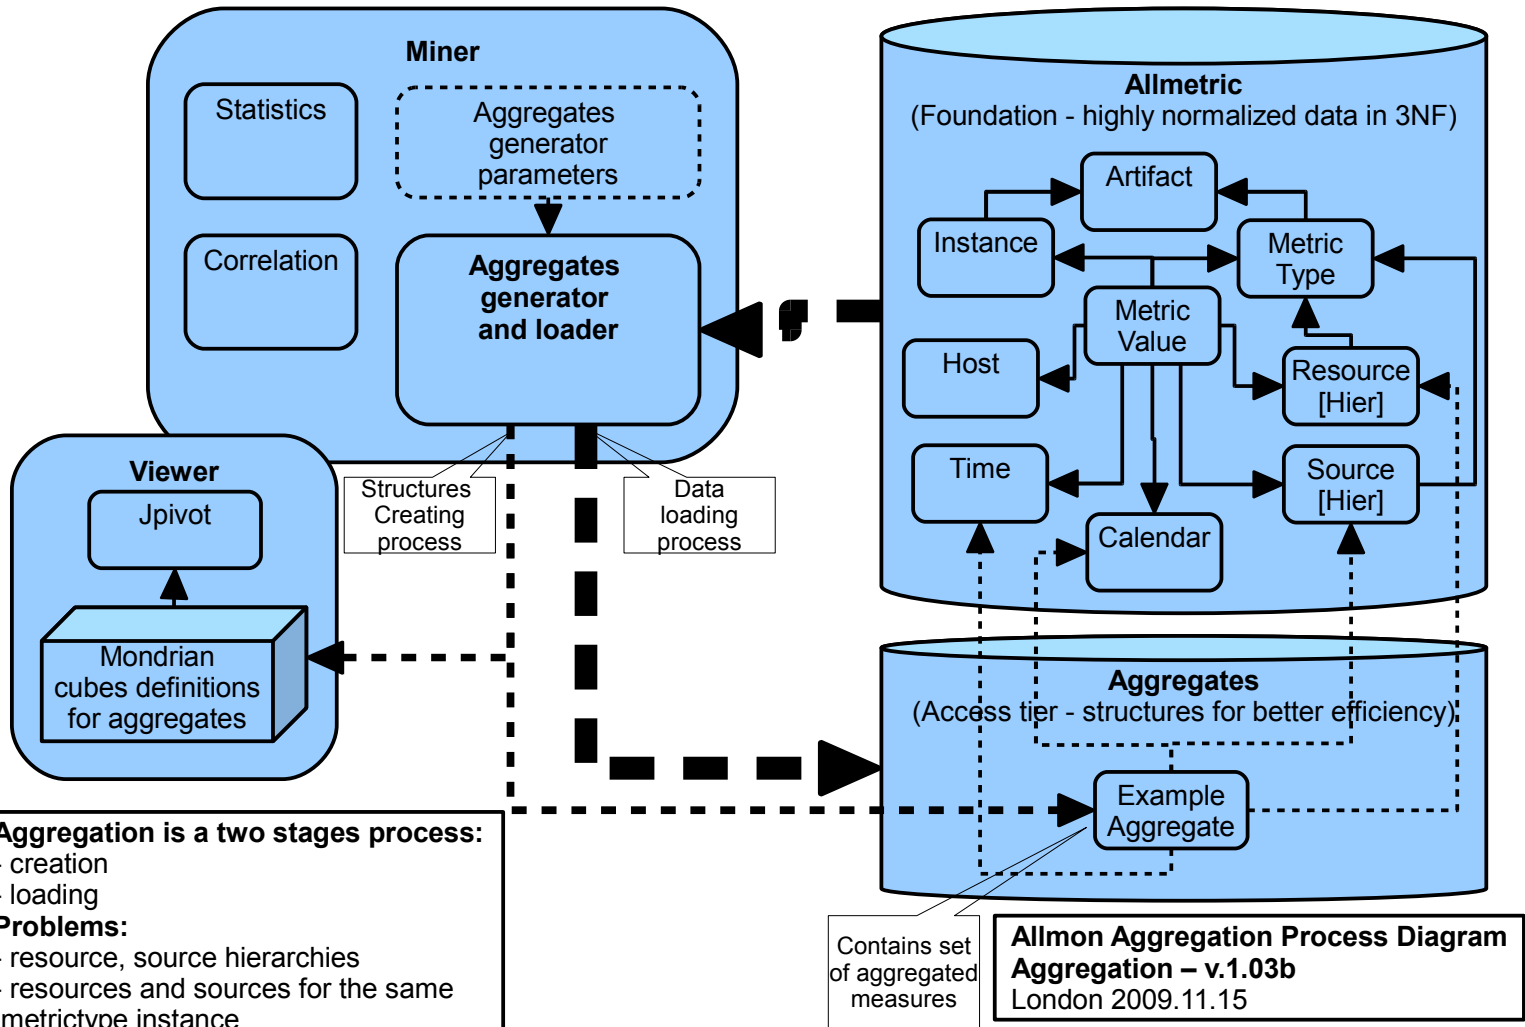 Miner
Statistics
Aggregates
generator
parameters
Correlation
Aggregates
generator
and loader
Viewer
Jpivot
Mondrian
cubes definitions
for aggregates
Structures
Creating
process
Data
loading
process
Allmetric
(Foundation - highly normalized data in 3NF)
Artifact
Instance
Metric
Type
Metric
Value
Host
Resource
[Hier]
Time
Source
[Hier]
Calendar
Aggregates
(Access tier - structures for better efficiency)
Example
Aggregate
Contains set
of aggregated
measures
Aggregation is a two stages process:
- creation
- loading
Problems:
- resource, source hierarchies
- resources and sources for the same
metrictype instance
Allmon Aggregation Process Diagram
Aggregation – v.1.03b
London 2009.11.15